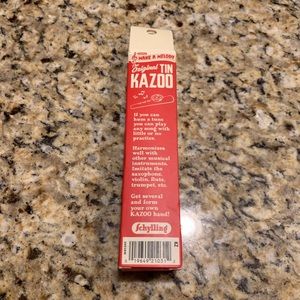 MAKE A MELODY
Original TIN
KAZOO
If you can
hum a tune
you can play
any song with
little or no
practice.
Harmonizes
well with
other musical
instruments.
Imitate the
saxophone,
violin, flute,
trumpet, etc.
Get several
and form
your own
KAZOO band!
Schylling